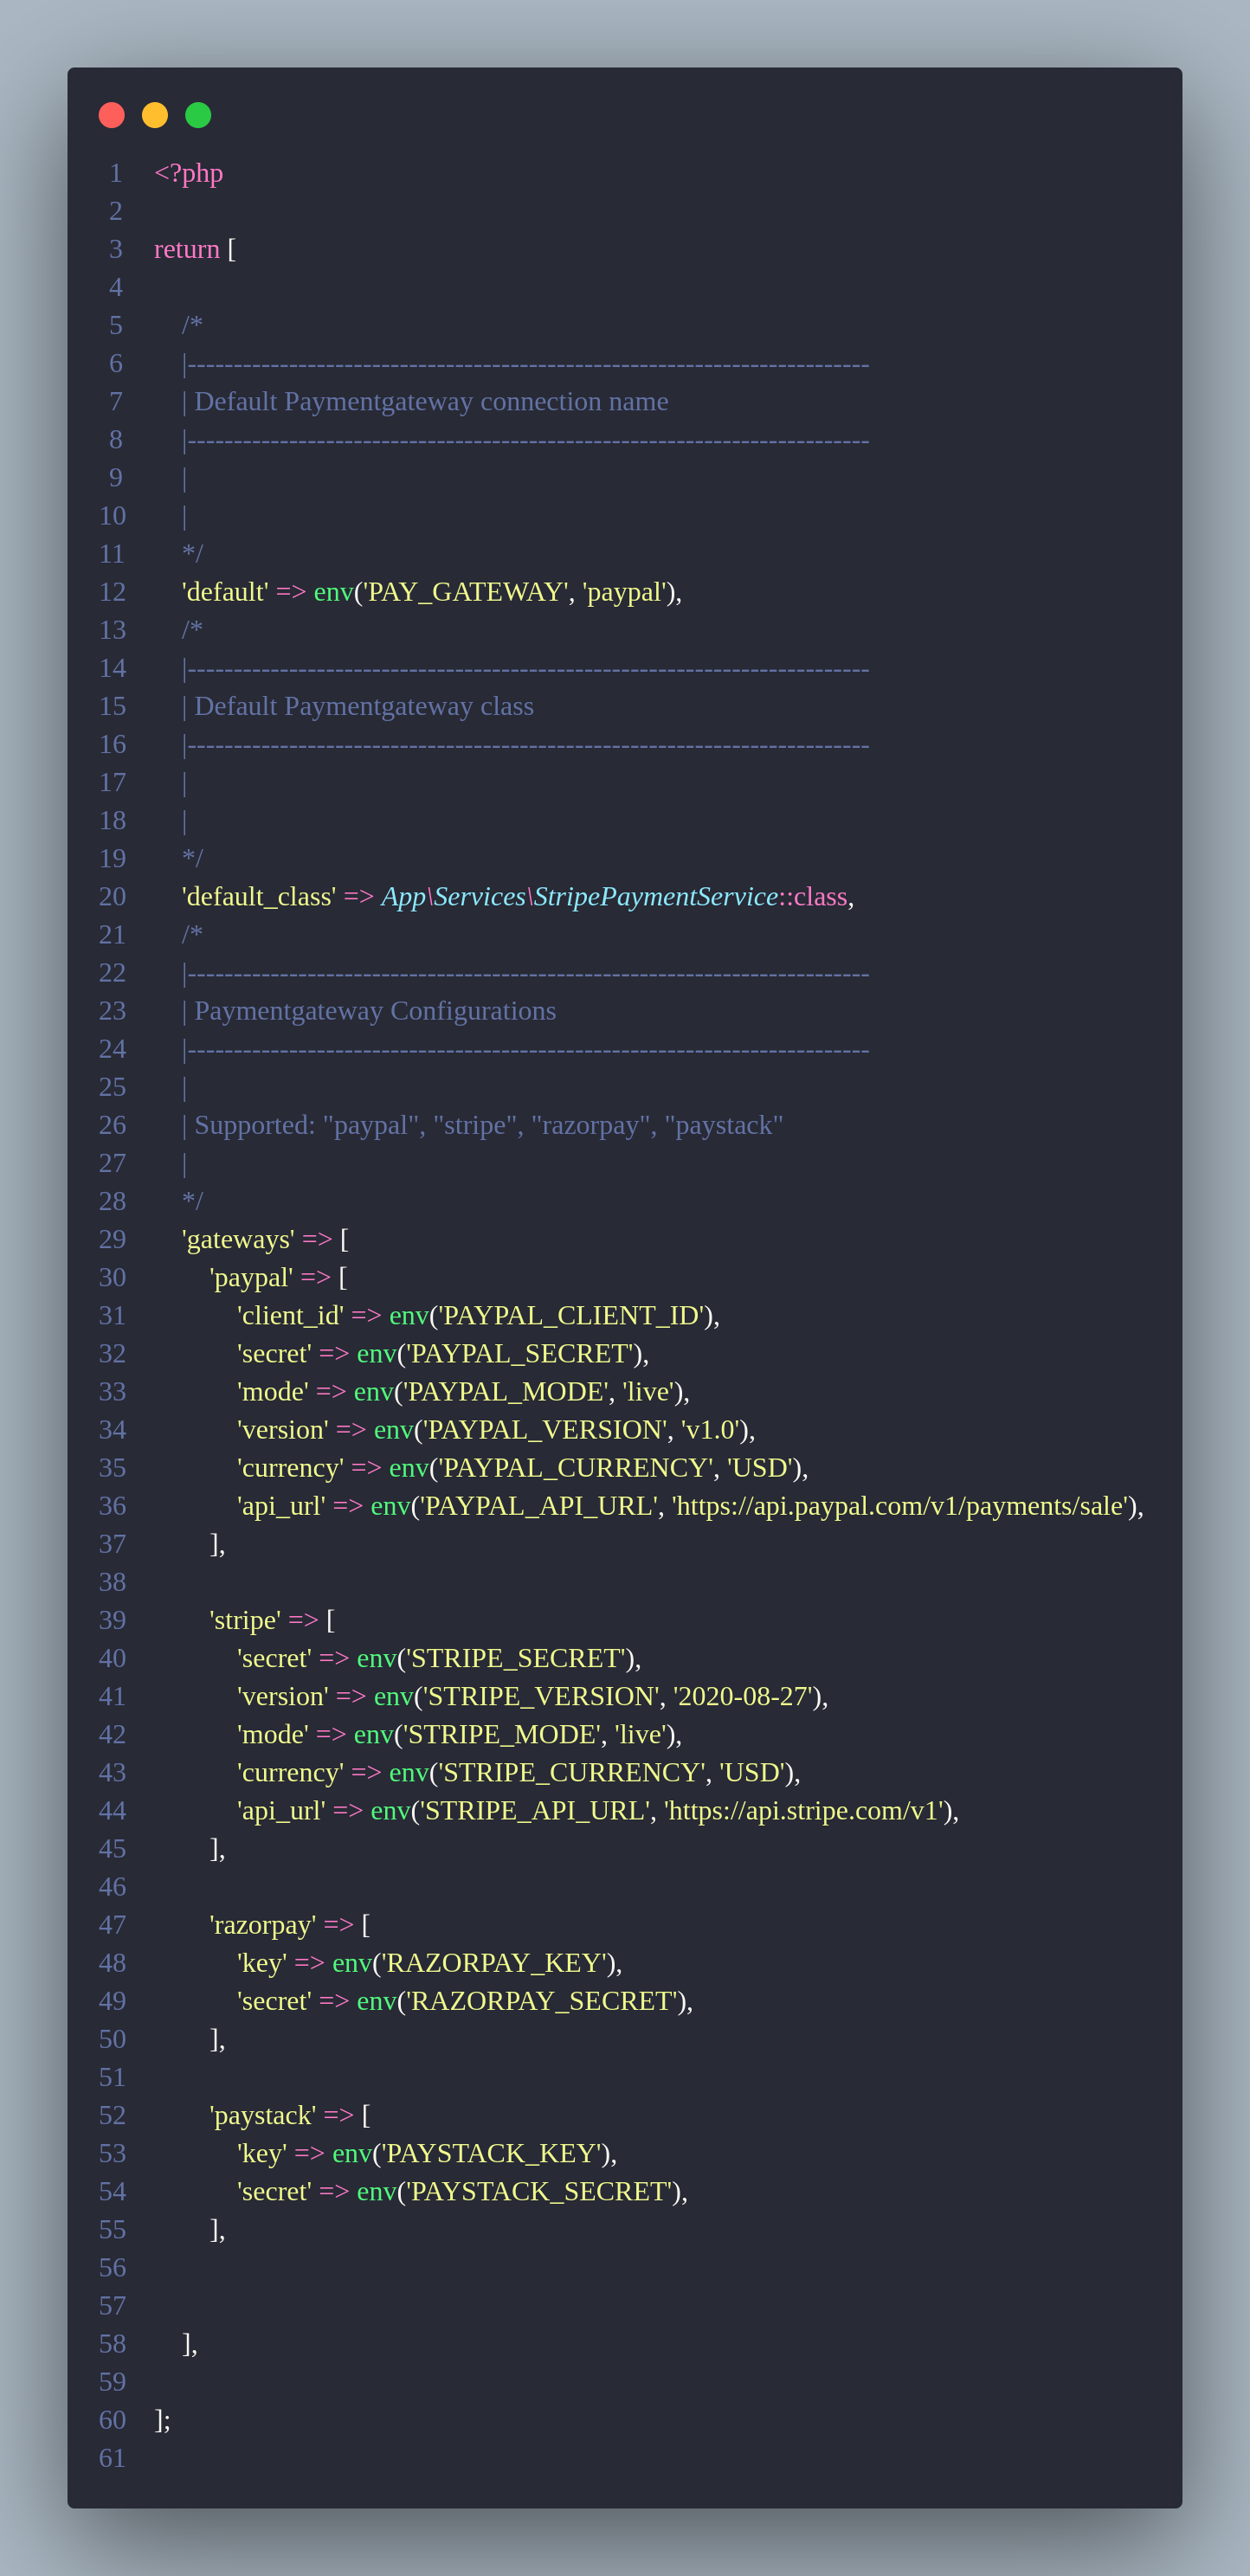 1 <?php
2
3 return [
4
5     /*
6     |--------------------------------------------------------------------------
7     | Default Paymentgateway connection name
8     |--------------------------------------------------------------------------
9     |
10     |
11     */
12     'default' => env('PAY_GATEWAY', 'paypal'),
13     /*
14     |--------------------------------------------------------------------------
15     | Default Paymentgateway class
16     |--------------------------------------------------------------------------
17     |
18     |
19     */
20     'default_class' => App\Services\StripePaymentService::class,
21     /*
22     |--------------------------------------------------------------------------
23     | Paymentgateway Configurations
24     |--------------------------------------------------------------------------
25     |
26     | Supported: "paypal", "stripe", "razorpay", "paystack"
27     |
28     */
29     'gateways' => [
30         'paypal' => [
31             'client_id' => env('PAYPAL_CLIENT_ID'),
32             'secret' => env('PAYPAL_SECRET'),
33             'mode' => env('PAYPAL_MODE', 'live'),
34             'version' => env('PAYPAL_VERSION', 'v1.0'),
35             'currency' => env('PAYPAL_CURRENCY', 'USD'),
36             'api_url' => env('PAYPAL_API_URL', 'https://api.paypal.com/v1/payments/sale'),
37         ],
38
39         'stripe' => [
40             'secret' => env('STRIPE_SECRET'),
41             'version' => env('STRIPE_VERSION', '2020-08-27'),
42             'mode' => env('STRIPE_MODE', 'live'),
43             'currency' => env('STRIPE_CURRENCY', 'USD'),
44             'api_url' => env('STRIPE_API_URL', 'https://api.stripe.com/v1'),
45         ],
46
47         'razorpay' => [
48             'key' => env('RAZORPAY_KEY'),
49             'secret' => env('RAZORPAY_SECRET'),
50         ],
51
52         'paystack' => [
53             'key' => env('PAYSTACK_KEY'),
54             'secret' => env('PAYSTACK_SECRET'),
55         ],
56
57
58     ],
59
60 ];
61